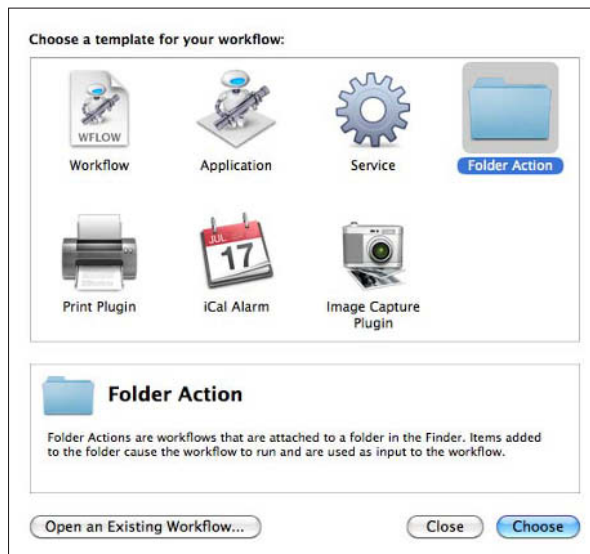 Choose a template for your workflow:
WFLOW
Workflow
Application
Service
Folder Action
JUL
17
Print Plugin
iCal Alarm
Image Capture
Plugin
Folder Action
Folder Actions are workflows that are attached to a folder in the Finder. Items added
to the folder cause the workflow to run and are used as input to the workflow.
Open an Existing Workflow...
Close
Choose